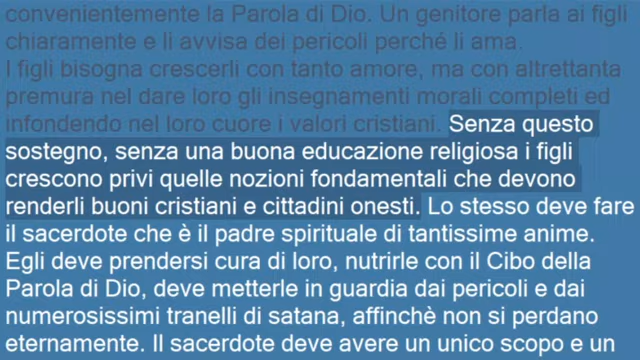 convenientemente la Parola di Dio. Un genitore parla ai figli
chiaramente e li avvisa dei pericoli perché li ama.
I figli bisogna crescerli con tanto amore, ma con altrettanta
premura nel dare loro gli insegnamenti morali completi ed
infondendo nel loro cuore i valori cristiani. Senza questo
sostegno, senza una buona educazione religiosa i figli
crescono privi quelle nozioni fondamentali che devono
renderli buoni cristiani e cittadini onesti. Lo stesso deve fare
il sacerdote che è il padre spirituale di tantissime anime.
Egli deve prendersi cura di loro, nutrirle con il Cibo della
Parola di Dio, deve metterle in guardia dai pericoli e dai
numerosissimi tranelli di satana, affinchè non si perdano
eternamente. Il sacerdote deve avere un unico scopo e un